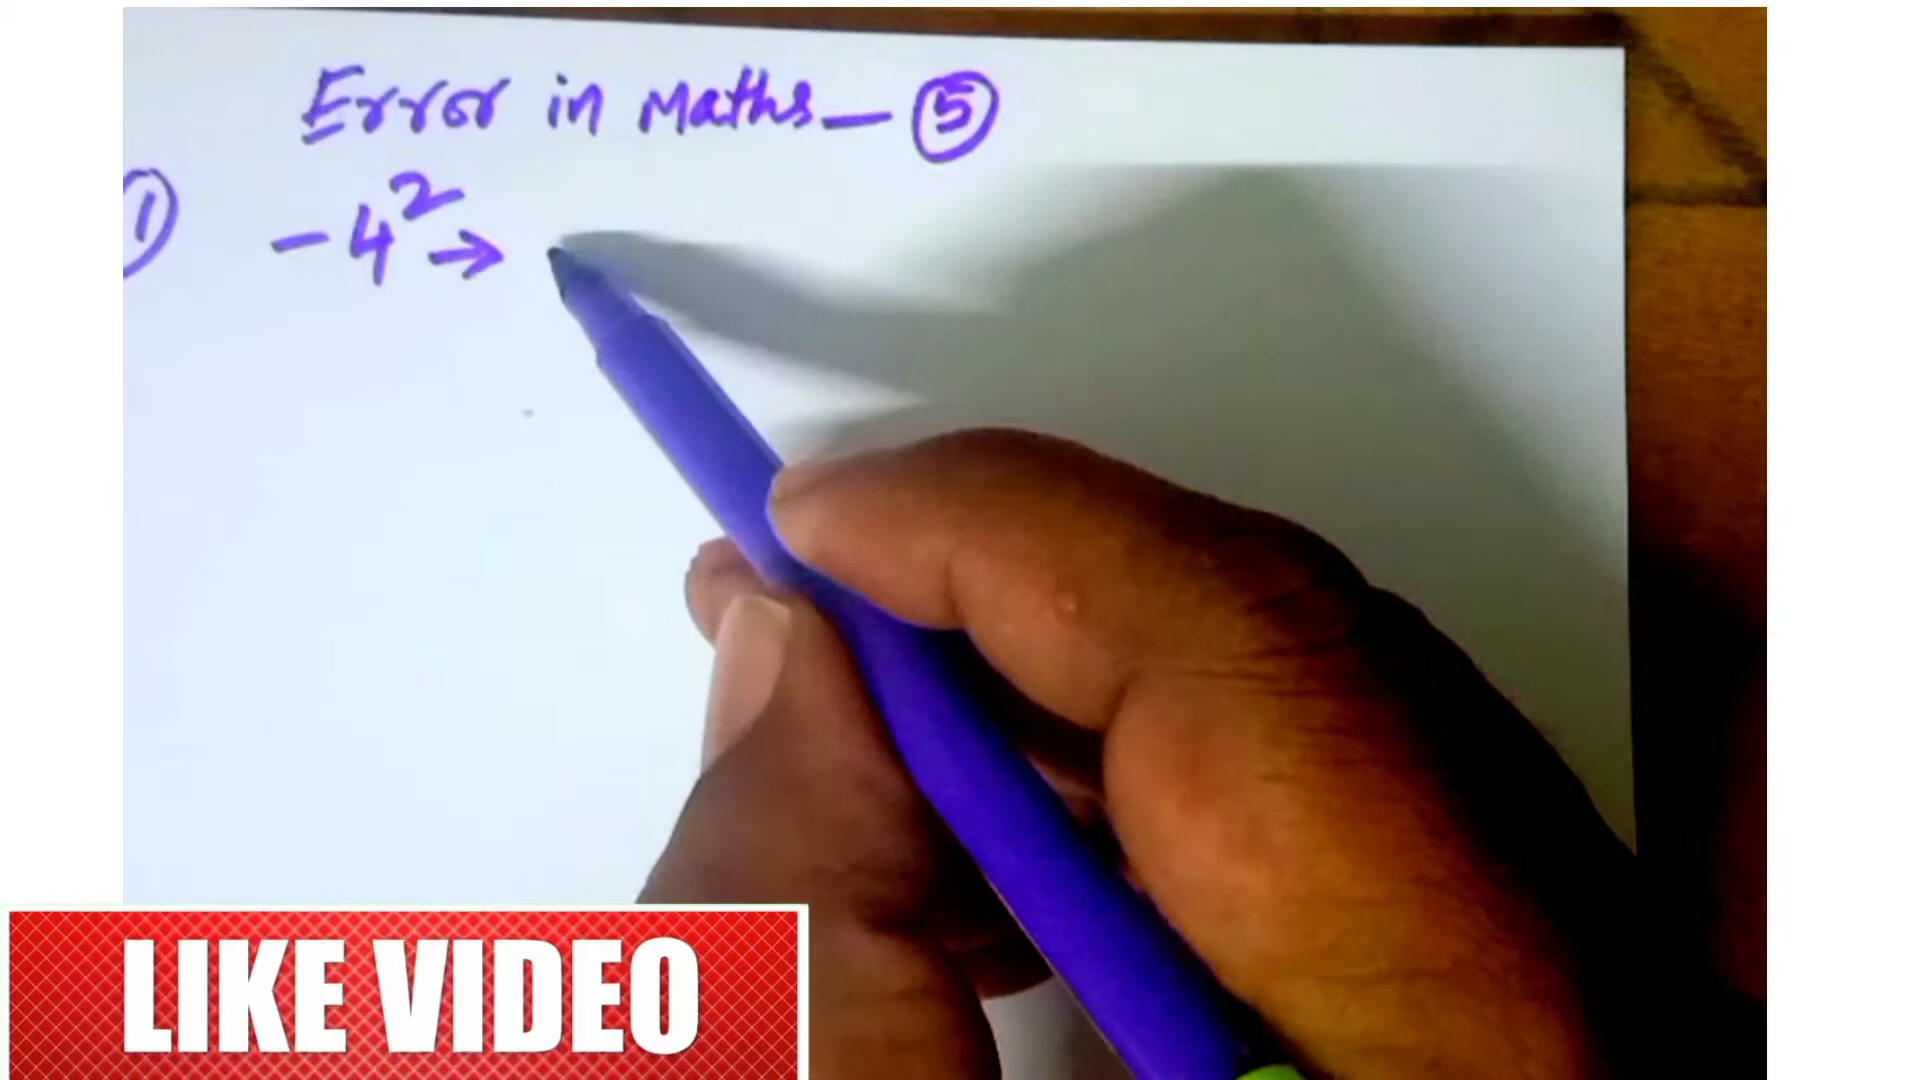 Error in Maths - ⑤
① -4² →
LIKE VIDEO